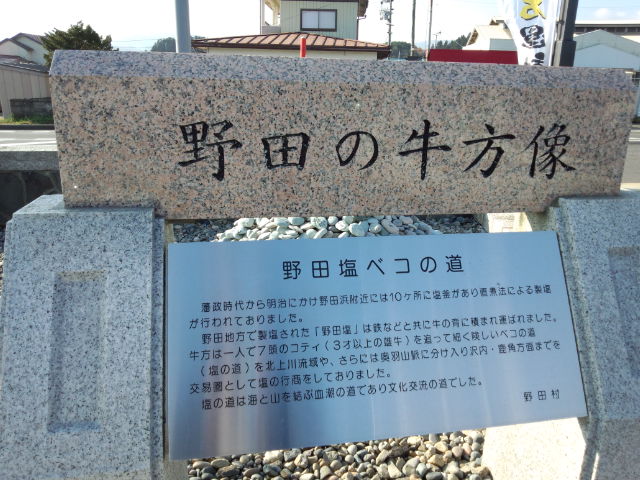 野田の牛方像
野田塩ベコの道
藩政時代から明治にかけ野田浜附近には10ヶ所に塩釜があり直煮法による製塩
が行われておりました。
野田地方で製塩された「野田塩」は鉄などと共に牛の背に積まれ運ばれました。
牛方は一人で7頭のコティ(3才以上の雄牛)を追って細く険しいベコの道
(塩の道)を北上川流域や、さらには奥羽山脈に分け入り沢内・鹿角方面までを
交易圏として塩の行商をしておりました。
塩の道は海と山を結ぶ血潮の道であり文化交流の道でした。
野田村